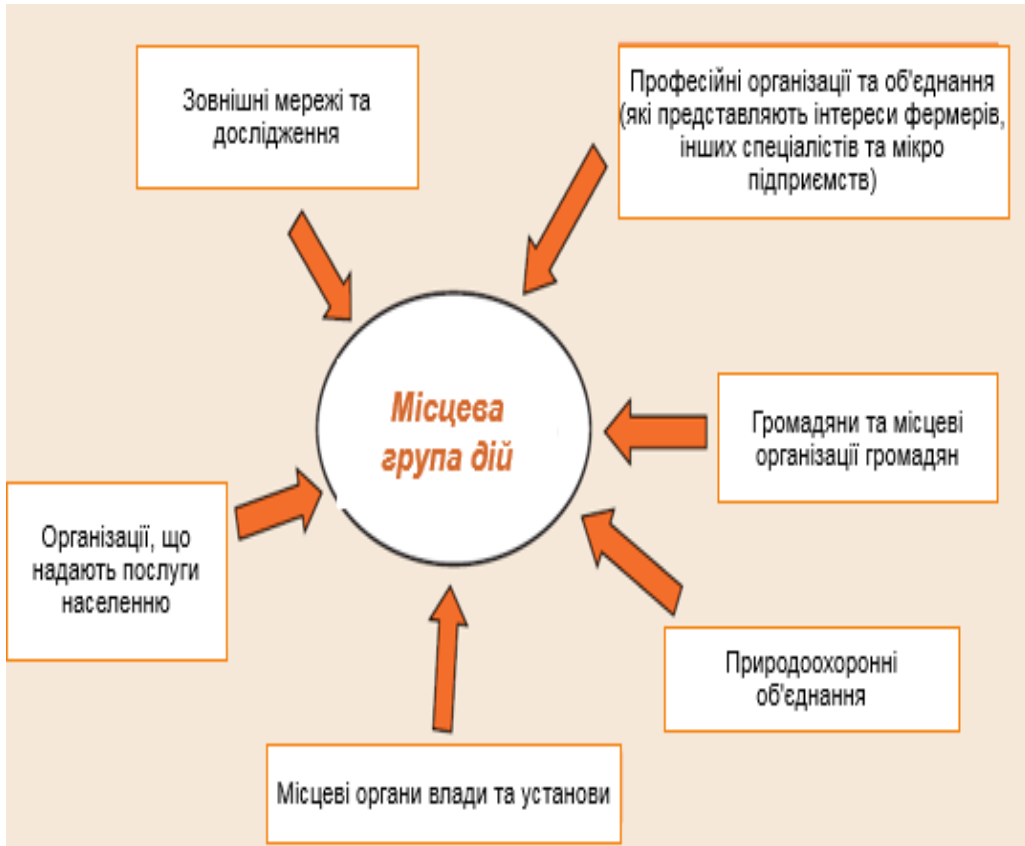 Зовнішні мережі та
дослідження
Професійні організації та об'єднання
(які представляють інтереси фермерів,
інших спеціалістів та мікро
підприємств)
Місцева
група дій
Громадяни та місцеві
організації громадян
Організації, що
надають послуги
населенню
Природоохоронні
об'єднання
Місцеві органи влади та установи